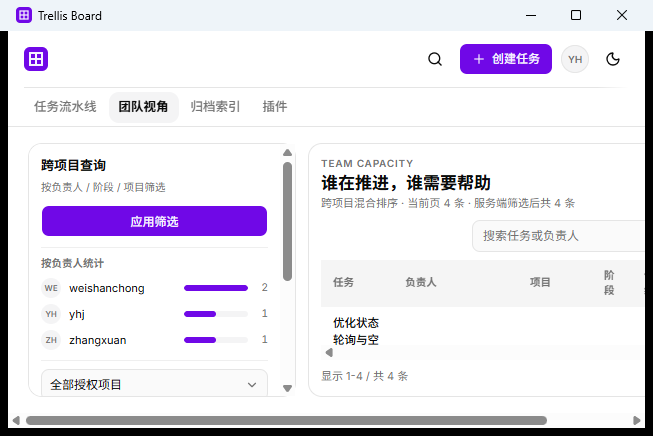 Trellis Board
创建任务
YH
任务流水线
团队视角
归档索引
插件
跨项目查询
按负责人 / 阶段 / 项目筛选
应用筛选
按负责人统计
WE weishanchong 2
YH yhj 1
ZH zhangxuan 1
全部授权项目
TEAM CAPACITY
谁在推进，谁需要帮助
跨项目混合排序 · 当前页 4 条 · 服务端筛选后共 4 条
搜索任务或负责人
任务 负责人 项目 阶段
优化状态
轮询与空
显示 1-4 / 共 4 条